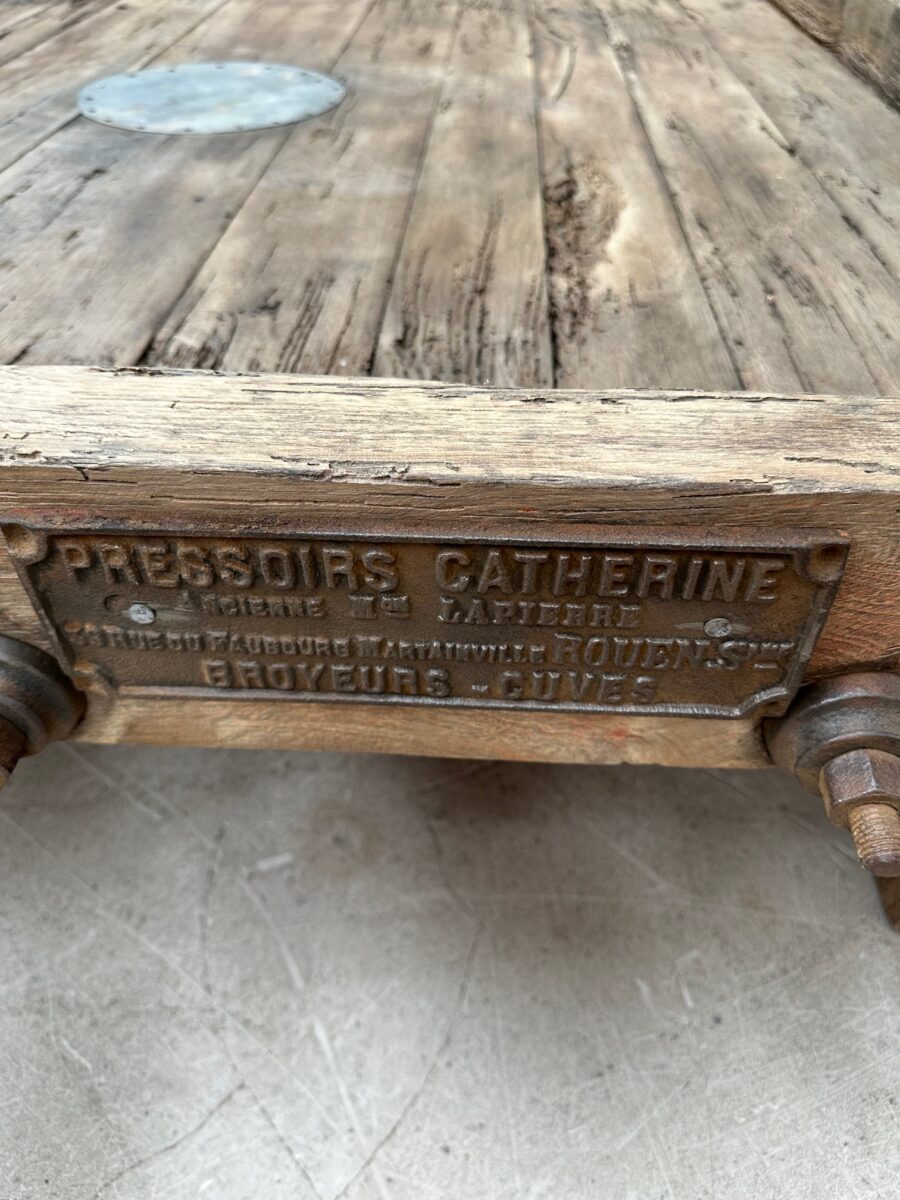 PRESSOIRS CATHERINE
ANCIENNE Mon LAPIERRE
RUE DU FAUBOURG MARTAINVILLE ROUEN
BROYEURS - CUVES